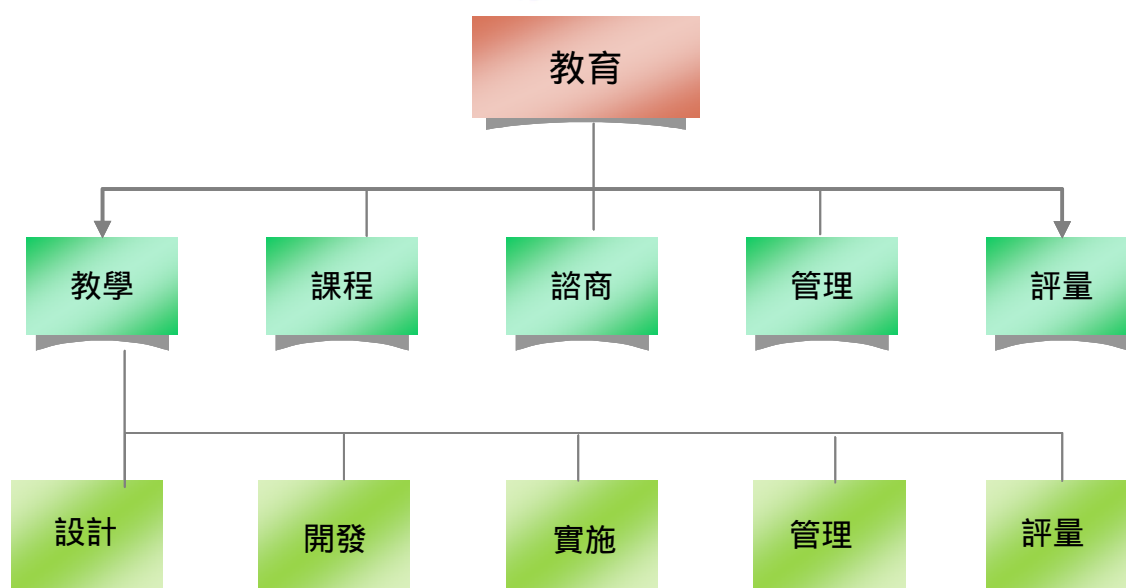 教育
教學
課程
諮商
管理
評量
設計
開發
實施
管理
評量